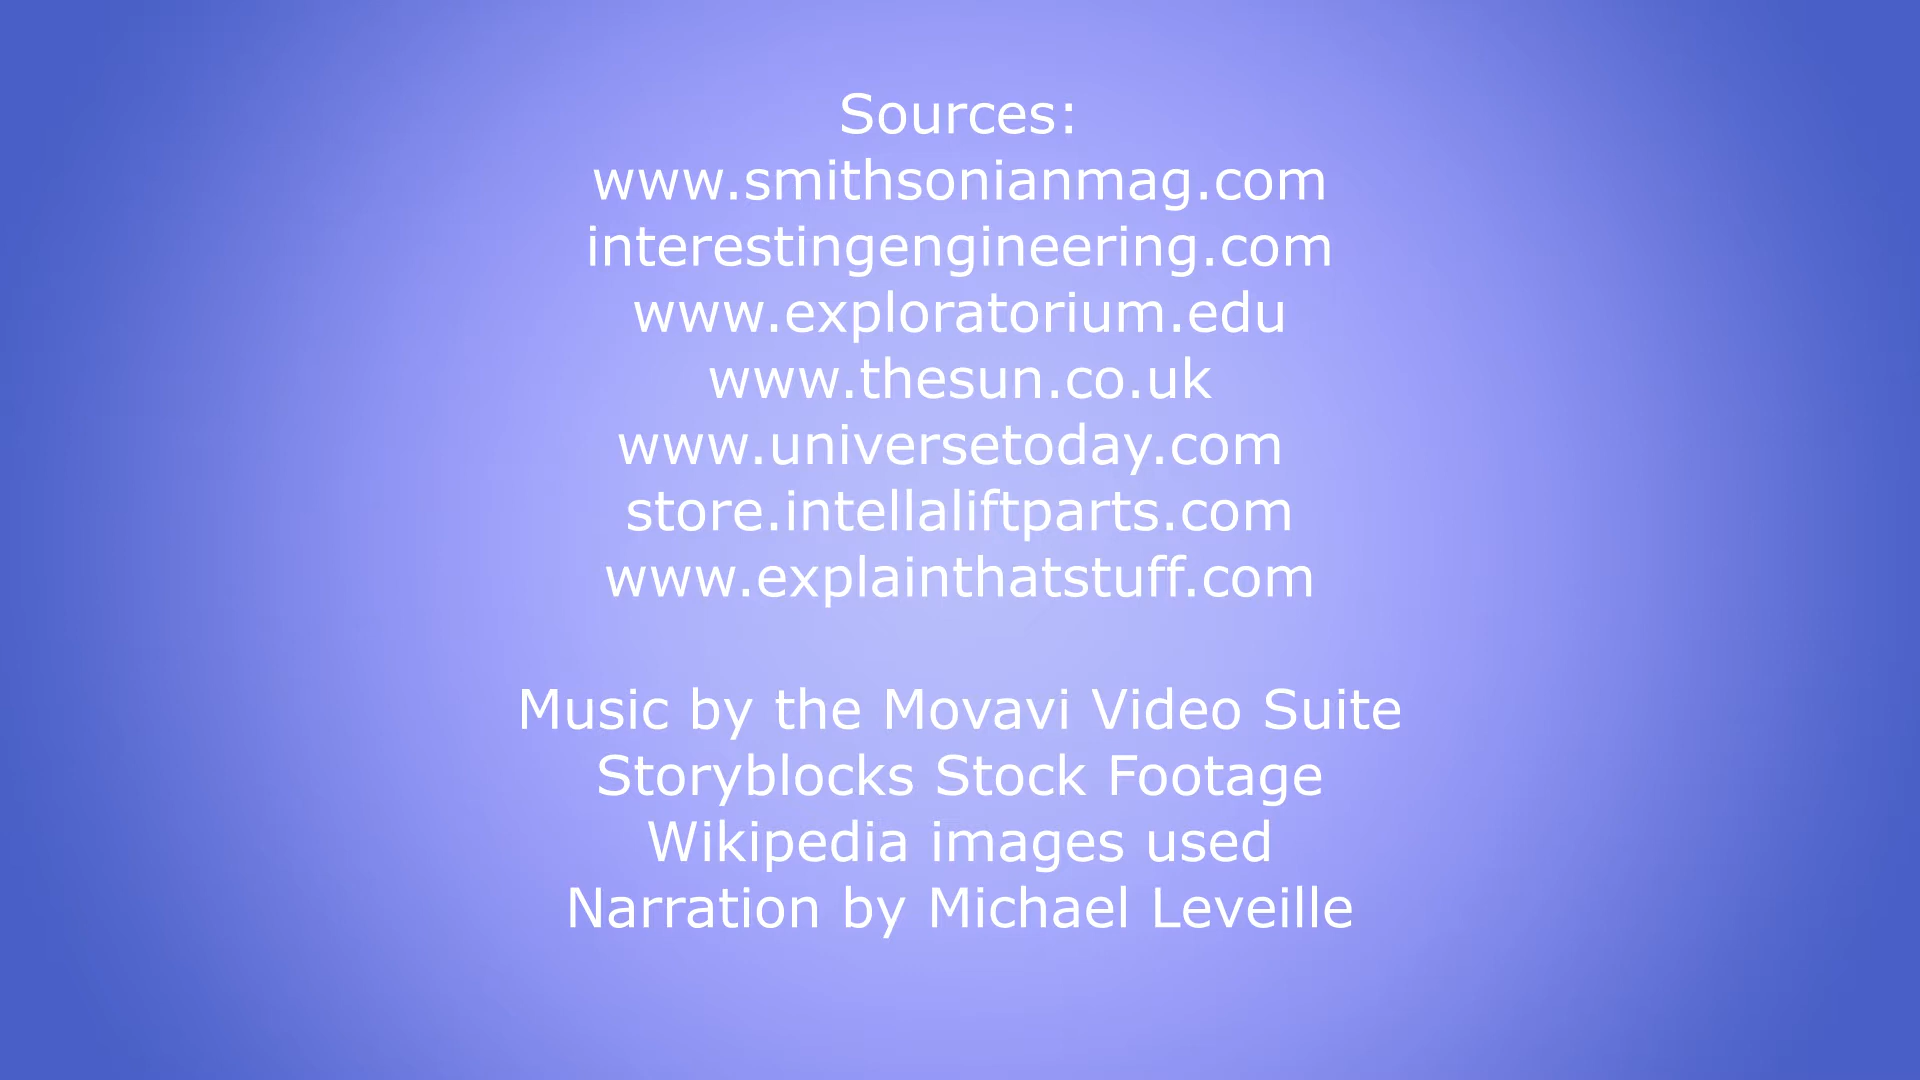 Sources:
www.smithsonianmag.com
interestingengineering.com
www.exploratorium.edu
www.thesun.co.uk
www.universetoday.com
store.intellaliftparts.com
www.explainthatstuff.com
Music by the Movavi Video Suite
Storyblocks Stock Footage
Wikipedia images used
Narration by Michael Leveille